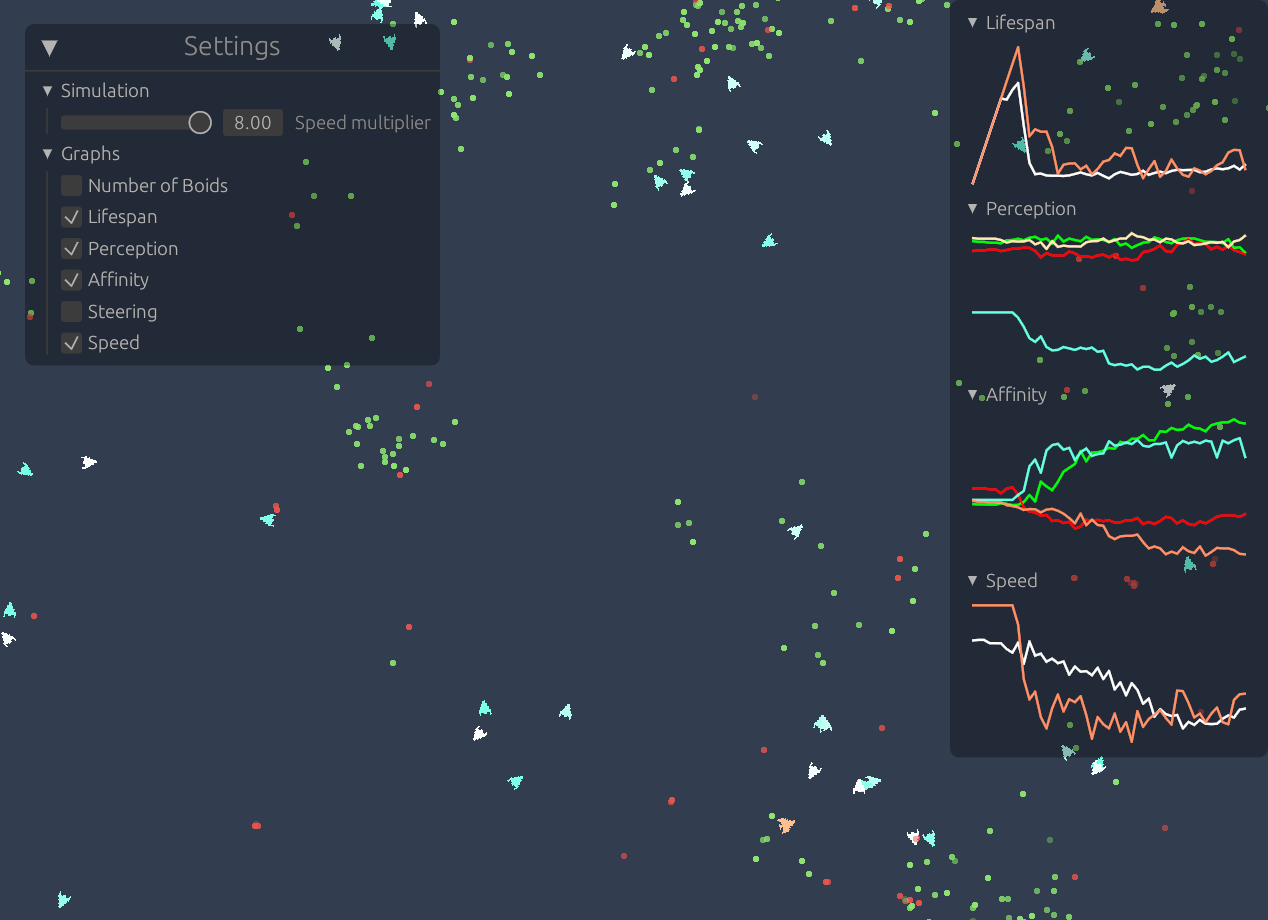 Settings
Simulation
8.00 Speed multiplier
Graphs
Number of Boids
Lifespan
Perception
Affinity
Steering
Speed
Lifespan
Perception
Affinity
Speed